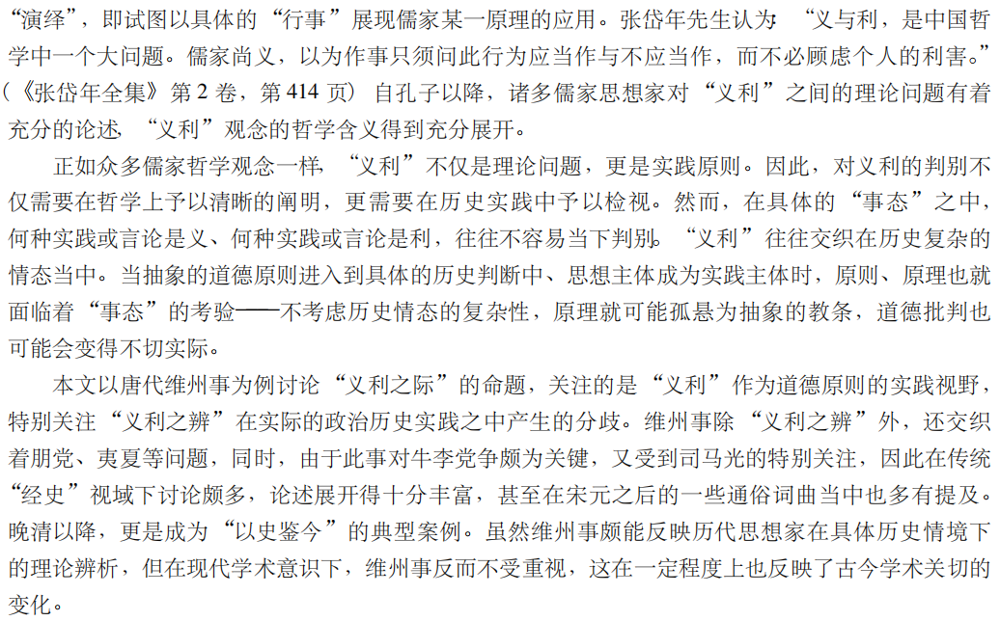 “演绎”，即试图以具体的“行事”展现儒家某一原理的应用。张岱年先生认为：“义与利，是中国哲
学中一个大问题。儒家尚义，以为作事只须问此行为应当作与不应当作，而不必顾虑个人的利害。”
（《张岱年全集》第2卷，第414页）自孔子以降，诸多儒家思想家对“义利”之间的理论问题有着
充分的论述，“义利”观念的哲学含义得到充分展开。
正如众多儒家哲学观念一样，“义利”不仅是理论问题，更是实践原则。因此，对义利的判别不
仅需要在哲学上予以清晰的阐明，更需要在历史实践中予以检视。然而，在具体的“事态”之中，
何种实践或言论是义、何种实践或言论是利，往往不容易当下判别。“义利”往往交织在历史复杂的
情态当中。当抽象的道德原则进入到具体的历史判断中、思想主体成为实践主体时，原则、原理也就
面临着“事态”的考验——不考虑历史情态的复杂性，原理就可能孤悬为抽象的教条，道德批判也
可能会变得不切实际。
本文以唐代维州事为例讨论“义利之际”的命题，关注的是“义利”作为道德原则的实践视野，
特别关注“义利之辨”在实际的政治历史实践之中产生的分歧。维州事除“义利之辨”外，还交织
着朋党、夷夏等问题，同时，由于此事对牛李党争颇为关键，又受到司马光的特别关注，因此在传统
“经史”视域下讨论颇多，论述展开得十分丰富，甚至在宋元之后的一些通俗词曲当中也多有提及。
晚清以降，更是成为“以史鉴今”的典型案例。虽然维州事颇能反映历代思想家在具体历史情境下
的理论辨析，但在现代学术意识下，维州事反而不受重视，这在一定程度上也反映了古今学术关切的
变化。